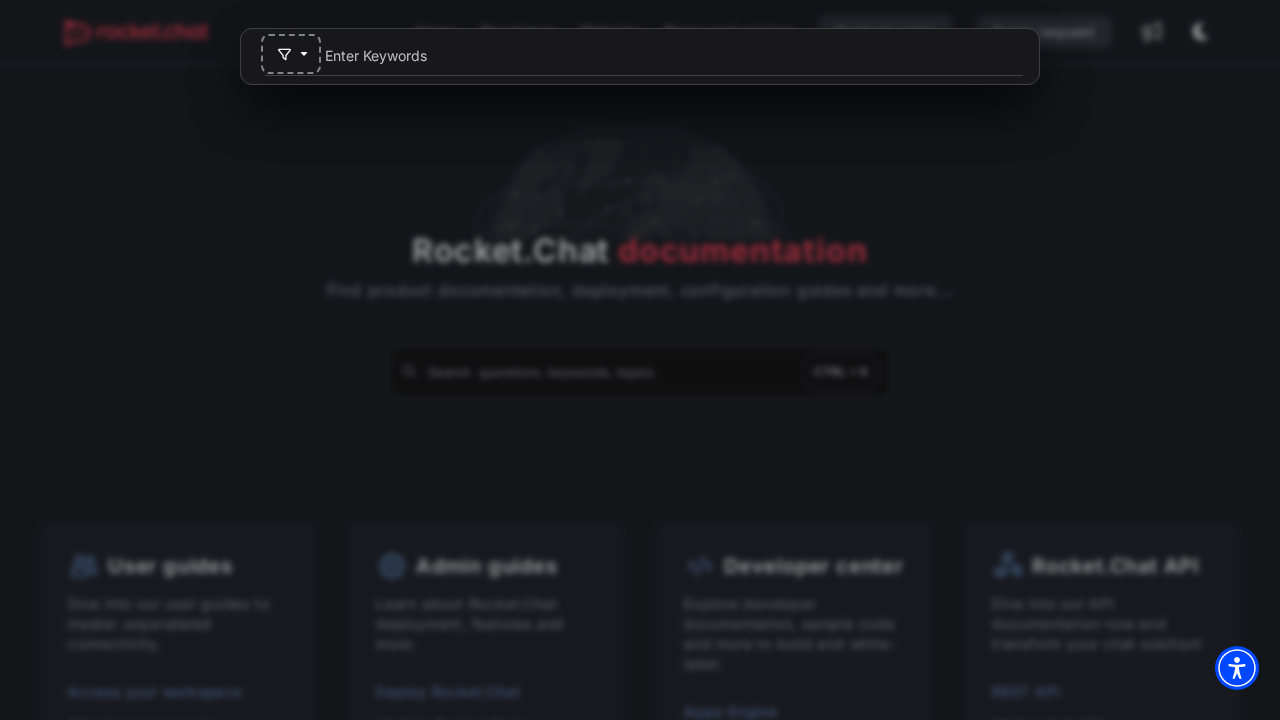 rocket.chat
Enter Keywords
Rocket.Chat documentation
Find product documentation, deployment, configuration guides and more...
Search questions, keywords, topics
CTRL + K
User guides
Dive into our user guides to
master unparalleled
connectivity.
Access your workspace
Admin guides
Learn about Rocket.Chat
deployment, features and
more.
Deploy Rocket.Chat
Developer center
Explore developer
documentation, sample code
and more to build and white-
label.
Apps-Engine
Rocket.Chat API
Dive into our API
documentation now and
transform your chat solution!
REST API